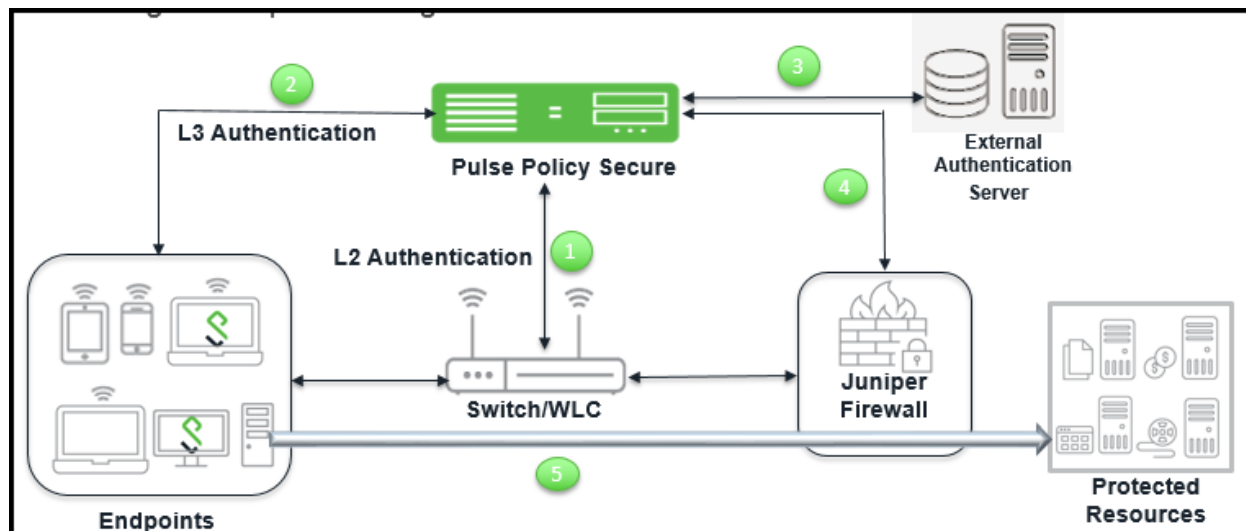 3
2
L3 Authentication
External
Authentication
Server
Pulse Policy Secure
4
L2 Authentication
1
Juniper
Firewall
Switch/WLC
5
Protected
Resources
Endpoints